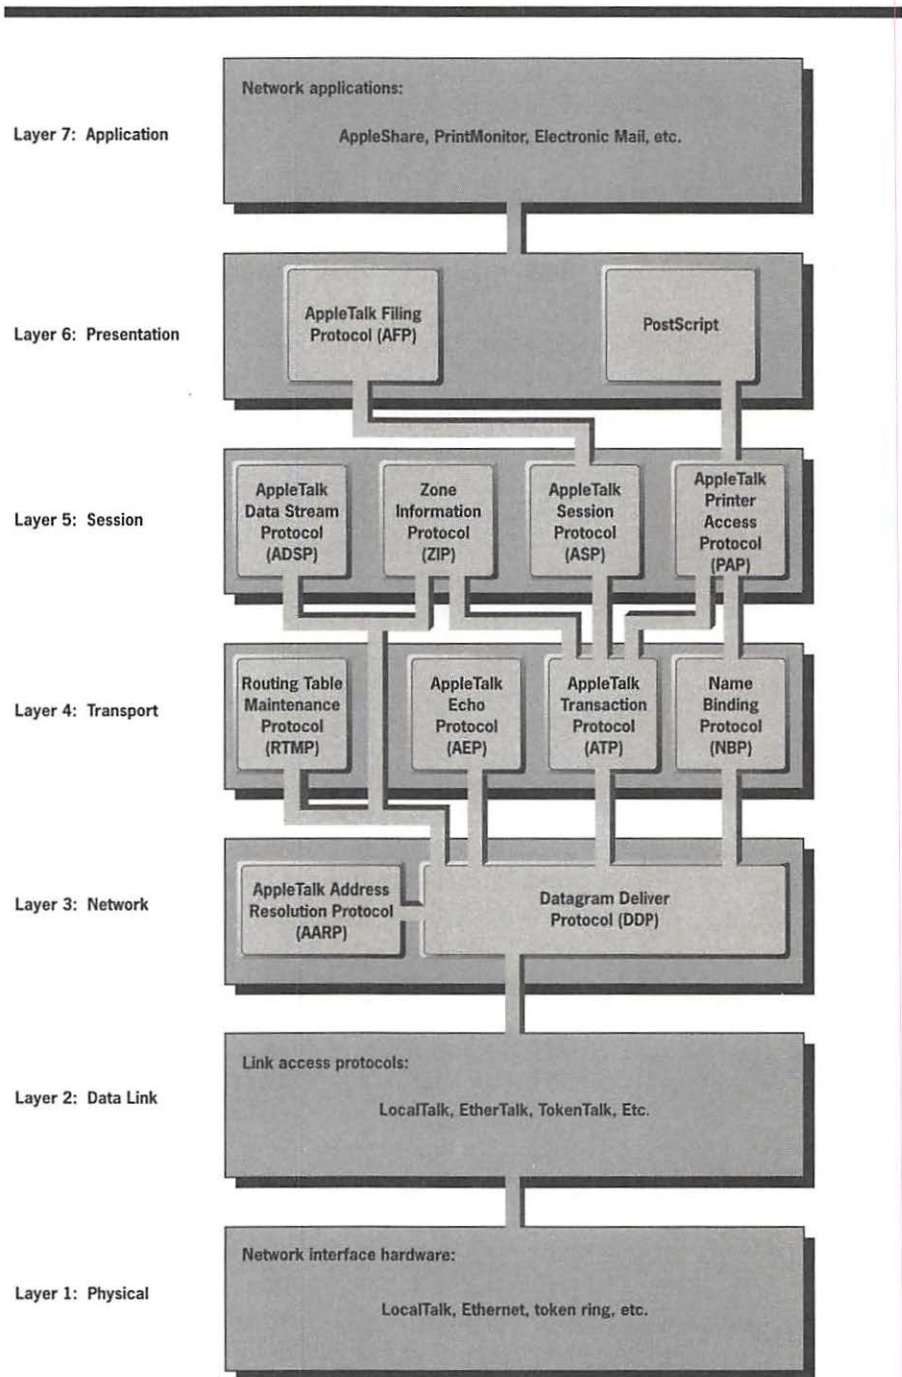 Network applications:
Layer 7: Application
AppleShare, PrintMonitor, Electronic Mail, etc.
Layer 6: Presentation
AppleTalk Filing
Protocol (AFP)
PostScript
Layer 5: Session
AppleTalk
Data Stream
Protocol
(ADSP)
Zone
Information
Protocol
(ZIP)
AppleTalk
Session
Protocol
(ASP)
AppleTalk
Printer
Access
Protocol
(PAP)
Layer 4: Transport
Routing Table
Maintenance
Protocol
(RTMP)
AppleTalk
Echo
Protocol
(AEP)
AppleTalk
Transaction
Protocol
(ATP)
Name
Binding
Protocol
(NBP)
Layer 3: Network
AppleTalk Address
Resolution Protocol
(AARP)
Datagram Deliver
Protocol (DDP)
Link access protocols:
Layer 2: Data Link
LocalTalk, EtherTalk, TokenTalk, Etc.
Network interface hardware:
Layer 1: Physical
LocalTalk, Ethernet, token ring, etc.